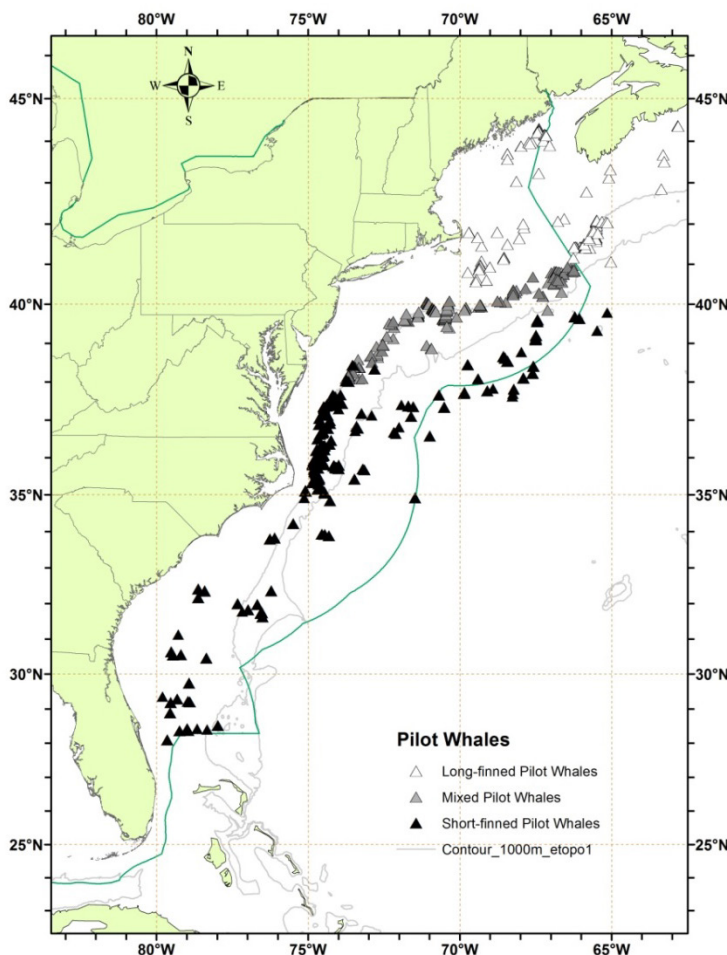 80°W 75°W 70°W 65°W
N
W E
S
45°N 45°N
40°N 40°N
35°N 35°N
30°N 30°N
Pilot Whales
Long-finned Pilot Whales
Mixed Pilot Whales
Short-finned Pilot Whales
Contour_1000m_etopo1
25°N 25°N
80°W 75°W 70°W 65°W